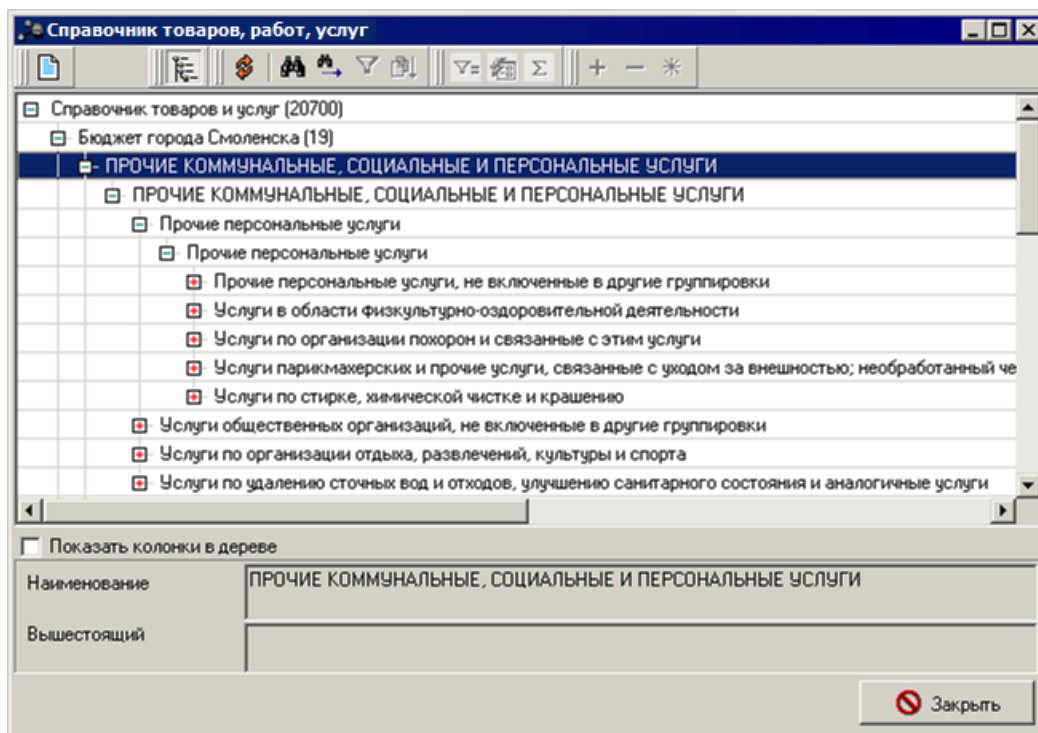 Справочник товаров, работ, услуг
Справочник товаров и услуг (20700)
Бюджет города Смоленска (19)
ПРОЧИЕ КОММУНАЛЬНЫЕ, СОЦИАЛЬНЫЕ И ПЕРСОНАЛЬНЫЕ УСЛУГИ
ПРОЧИЕ КОММУНАЛЬНЫЕ, СОЦИАЛЬНЫЕ И ПЕРСОНАЛЬНЫЕ УСЛУГИ
Прочие персональные услуги
Прочие персональные услуги
Прочие персональные услуги, не включенные в другие группировки
Услуги в области физкультурно-оздоровительной деятельности
Услуги по организации похорон и связанные с этим услуги
Услуги парикмахерских и прочие услуги, связанные с уходом за внешностью; необработанный че
Услуги по стирке, химической чистке и крашению
Услуги общественных организаций, не включенные в другие группировки
Услуги по организации отдыха, развлечений, культуры и спорта
Услуги по удалению сточных вод и отходов, улучшению санитарного состояния и аналогичные услуги
Показать колонки в дереве
Наименование ПРОЧИЕ КОММУНАЛЬНЫЕ, СОЦИАЛЬНЫЕ И ПЕРСОНАЛЬНЫЕ УСЛУГИ
Вышестоящий
Закрыть